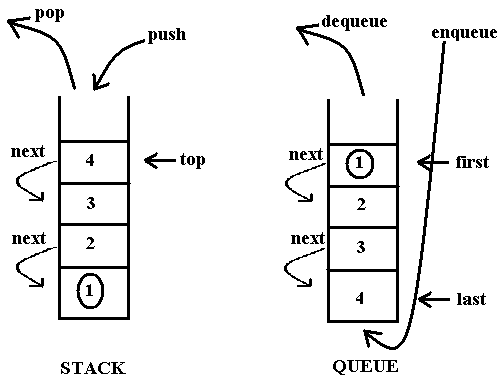 pop
push
next
4
top
3
next
2
1
STACK
dequeue
enqueue
next
1
first
2
next
3
4
last
QUEUE